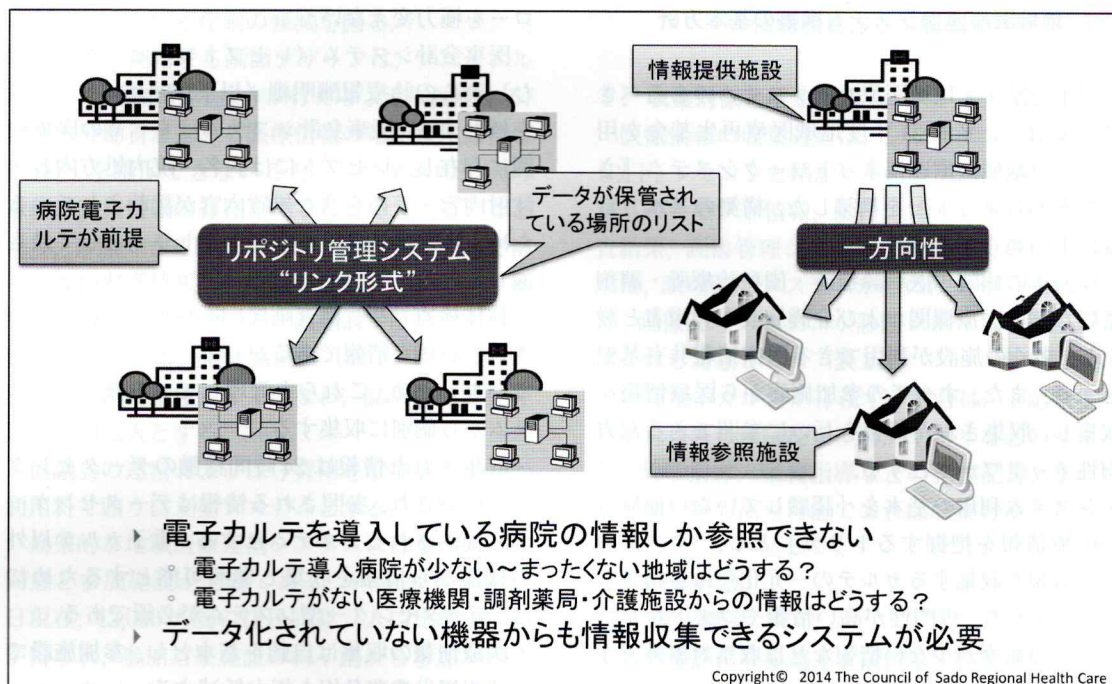 情報提供施設
病院電子カ
ルテが前提
データが保管され
ている場所のリスト
リポジトリ管理システム
“リンク形式”
一方向性
情報参照施設
電子カルテを導入している病院の情報しか参照できない
電子カルテ導入病院が少ない~まったくない地域はどうする?
電子カルテがない医療機関・調剤薬局・介護施設からの情報はどうする?
データ化されていない機器からも情報収集できるシステムが必要
Copyright© 2014 The Council of Sado Regional Health Care